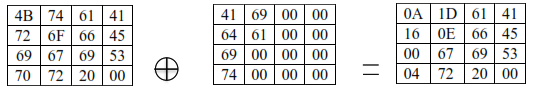 4B 74 61 41 41 69 00 00 0A 1D 61 41
72 6F 66 45 64 61 00 00 16 0E 66 45
69 67 69 53 ⊕ 69 00 00 00 = 00 67 69 53
70 72 20 00 74 00 00 00 04 72 20 00